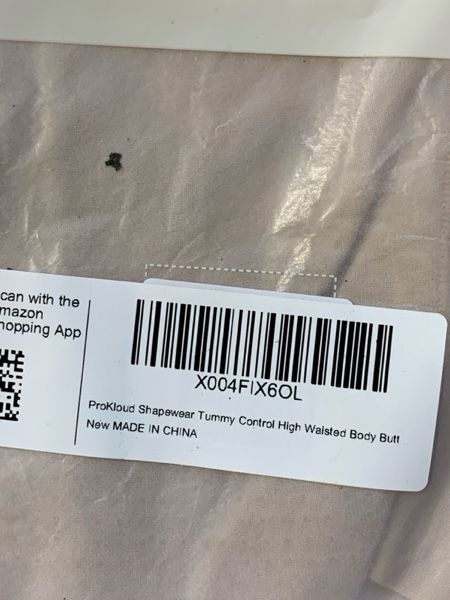 can with the
mazon
hopping App
X004FIX6OL
ProKloud Shapewear Tummy Control High Waisted Body Butt
New MADE IN CHINA